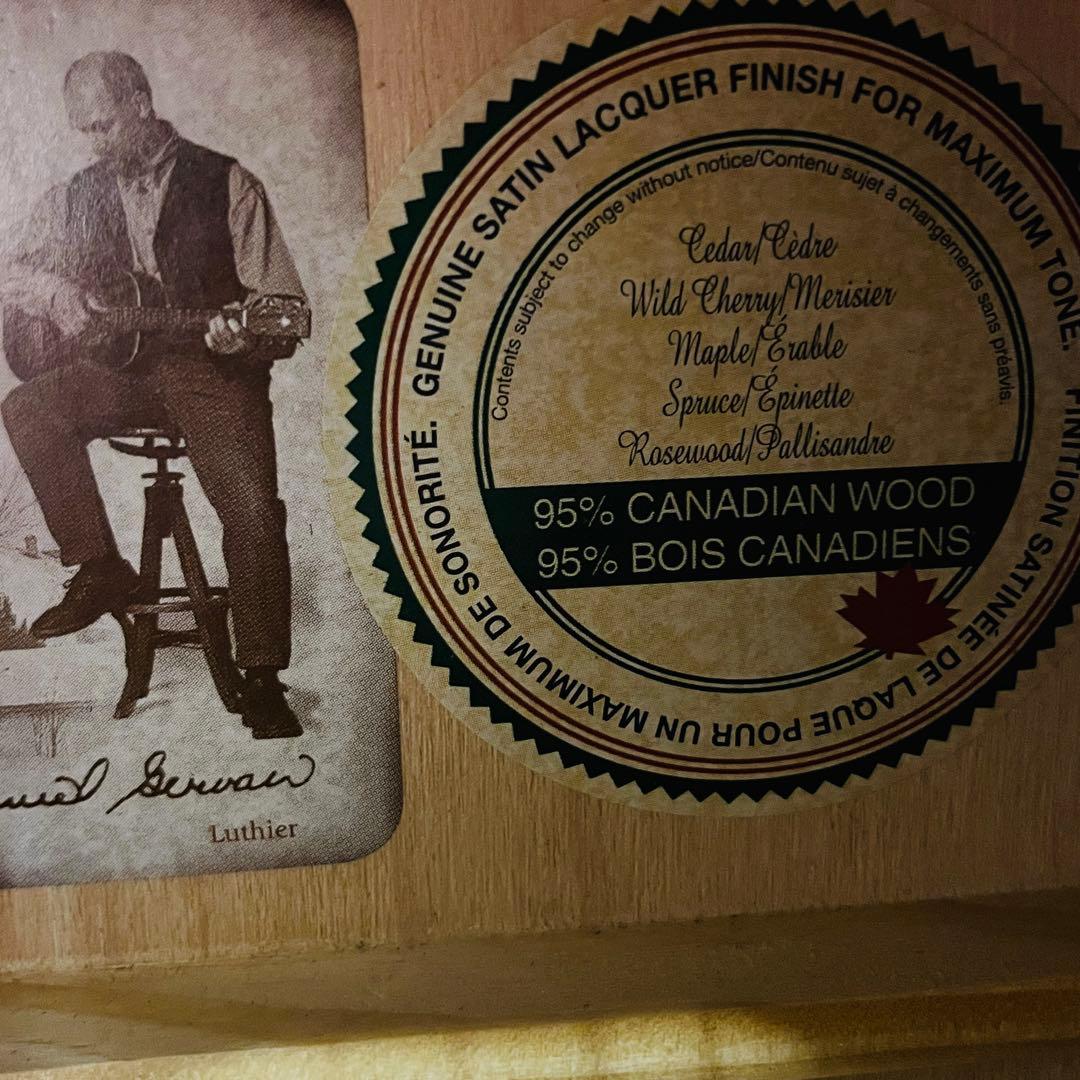 GENUINE SATIN LACQUER FINISH FOR MAXIMUM TONE.
FINITION SATINÉE DE LAQUE POUR UN MAXIMUM DE SONORITÉ.
Contents subject to change without notice/Contenu sujet à changements sans préavis.
Cedar/Cèdre
Wild Cherry/Merisier
Maple/Érable
Spruce/Épinette
Rosewood/Pallisandre
95% CANADIAN WOOD
95% BOIS CANADIENS
Luthier